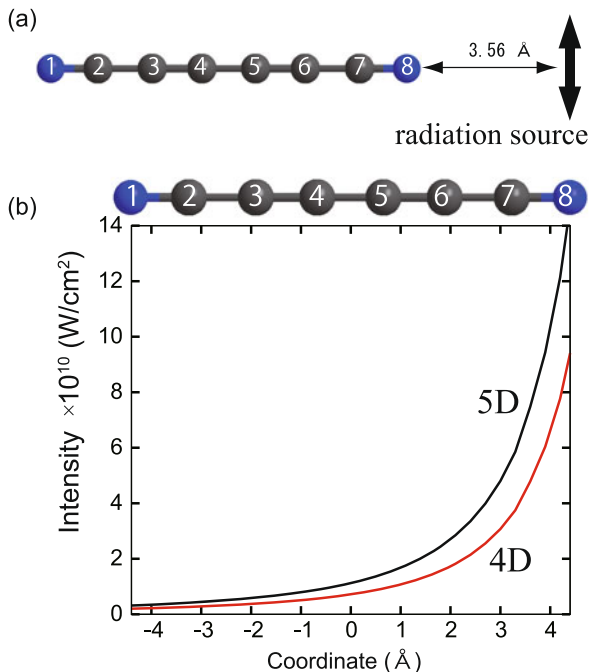 (a)
1 2 3 4 5 6 7 8
3.56 Å
radiation source
1 2 3 4 5 6 7 8
(b)
14
12
10
8
6
4
2
0
Intensity ×10¹⁰ (W/cm²)
5D
4D
-4 -3 -2 -1 0 1 2 3 4
Coordinate (Å)